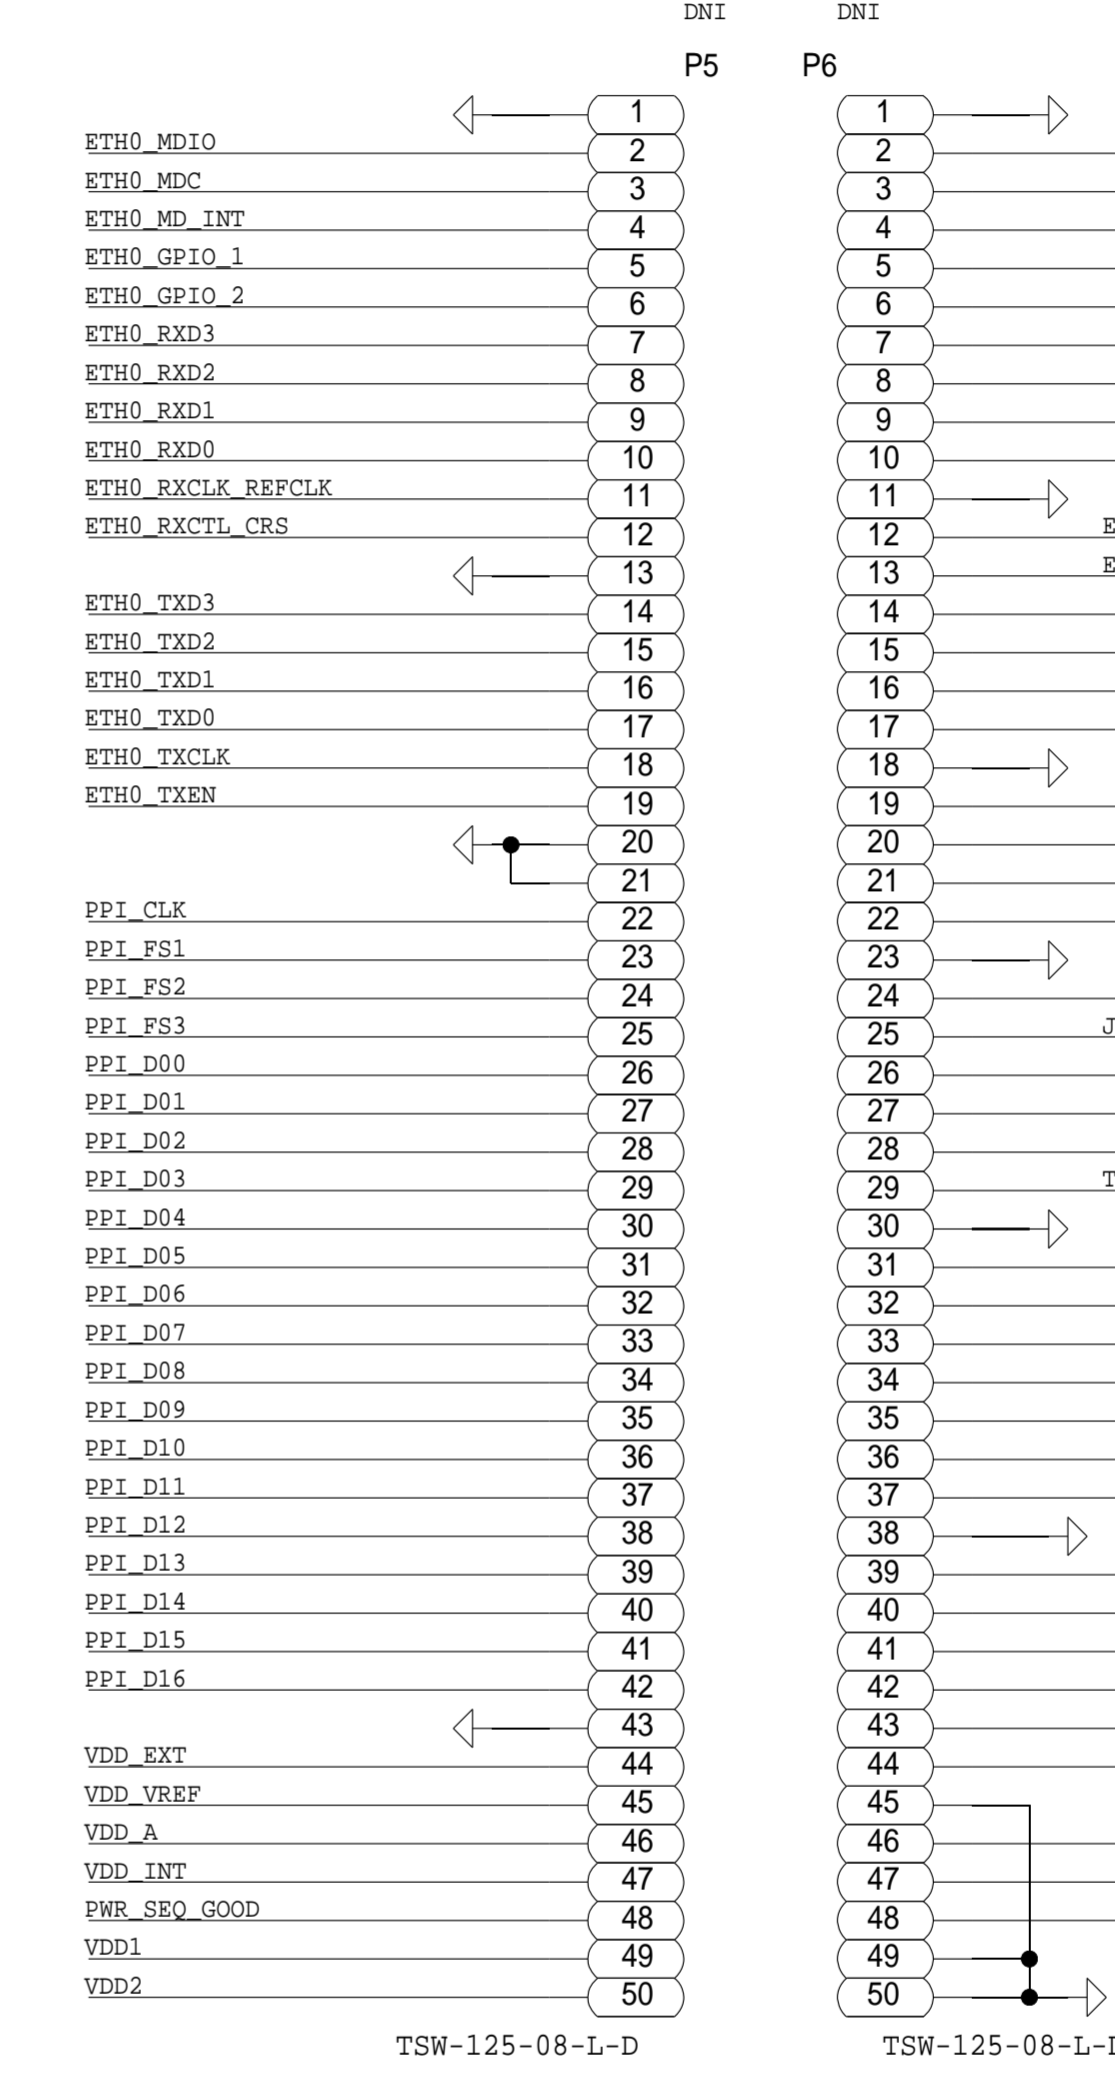 DNI DNI
P5 P6
1 1
ETH0_MDIO 2 2
ETH0_MDC 3 3
ETH0_MD_INT 4 4
ETH0_GPIO_1 5 5
ETH0_GPIO_2 6 6
ETH0_RXD3 7 7
ETH0_RXD2 8 8
ETH0_RXD1 9 9
ETH0_RXD0 10 10
ETH0_RXCLK_REFCLK 11 11
ETH0_RXCTL_CRS 12 12 E
13 13 E
ETH0_TXD3 14 14
ETH0_TXD2 15 15
ETH0_TXD1 16 16
ETH0_TXD0 17 17
ETH0_TXCLK 18 18
ETH0_TXEN 19 19
20 20
21 21
PPI_CLK 22 22
PPI_FS1 23 23
PPI_FS2 24 24
PPI_FS3 25 25 J
PPI_D00 26 26
PPI_D01 27 27
PPI_D02 28 28
PPI_D03 29 29 T
PPI_D04 30 30
PPI_D05 31 31
PPI_D06 32 32
PPI_D07 33 33
PPI_D08 34 34
PPI_D09 35 35
PPI_D10 36 36
PPI_D11 37 37
PPI_D12 38 38
PPI_D13 39 39
PPI_D14 40 40
PPI_D15 41 41
PPI_D16 42 42
43 43
VDD_EXT 44 44
VDD_VREF 45 45
VDD_A 46 46
VDD_INT 47 47
PWR_SEQ_GOOD 48 48
VDD1 49 49
VDD2 50 50
TSW-125-08-L-D TSW-125-08-L-D